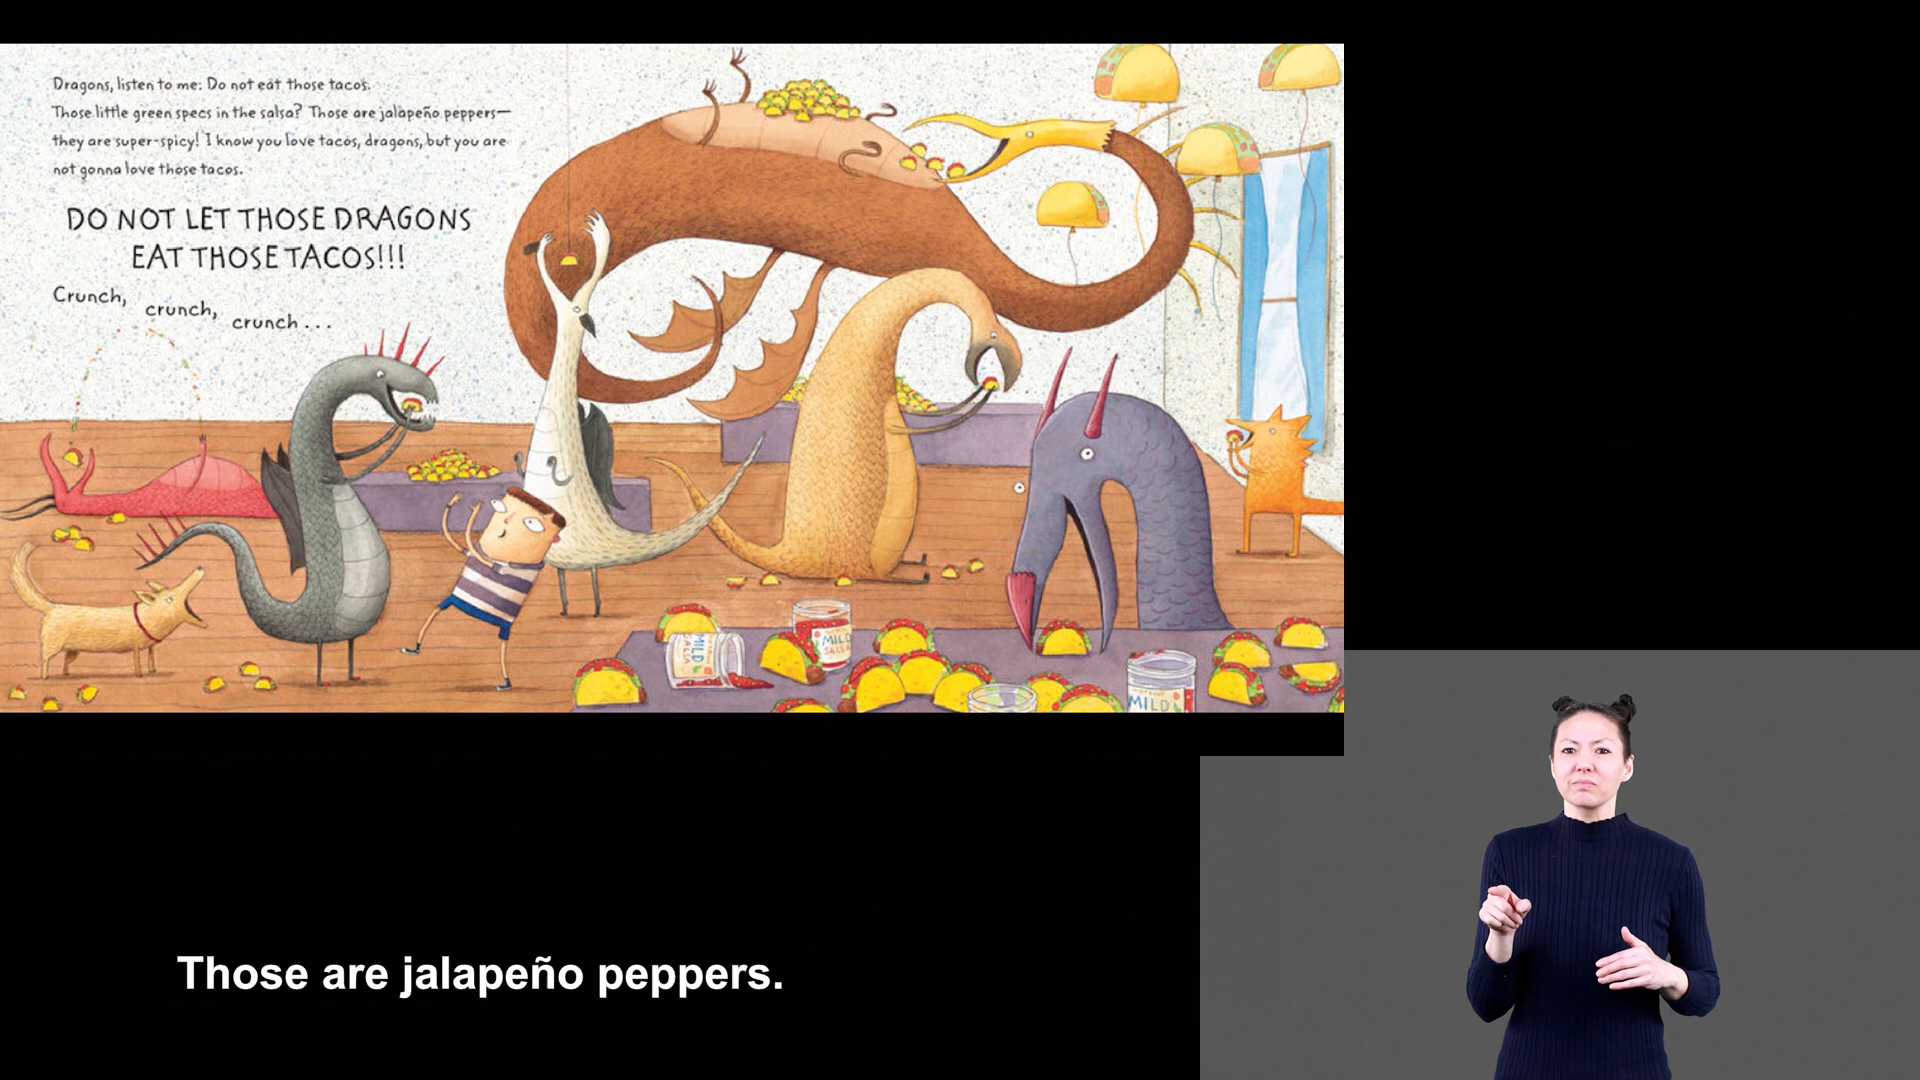 Dragons, listen to me: Do not eat those tacos.
Those little green specs in the salsa? Those are jalapeño peppers—
they are super-spicy! I know you love tacos, dragons, but you are
not gonna love those tacos.
DO NOT LET THOSE DRAGONS
EAT THOSE TACOS!!!
Crunch, crunch, crunch...
MILD
SALSA
MILD
SALSA
MILD
Those are jalapeño peppers.